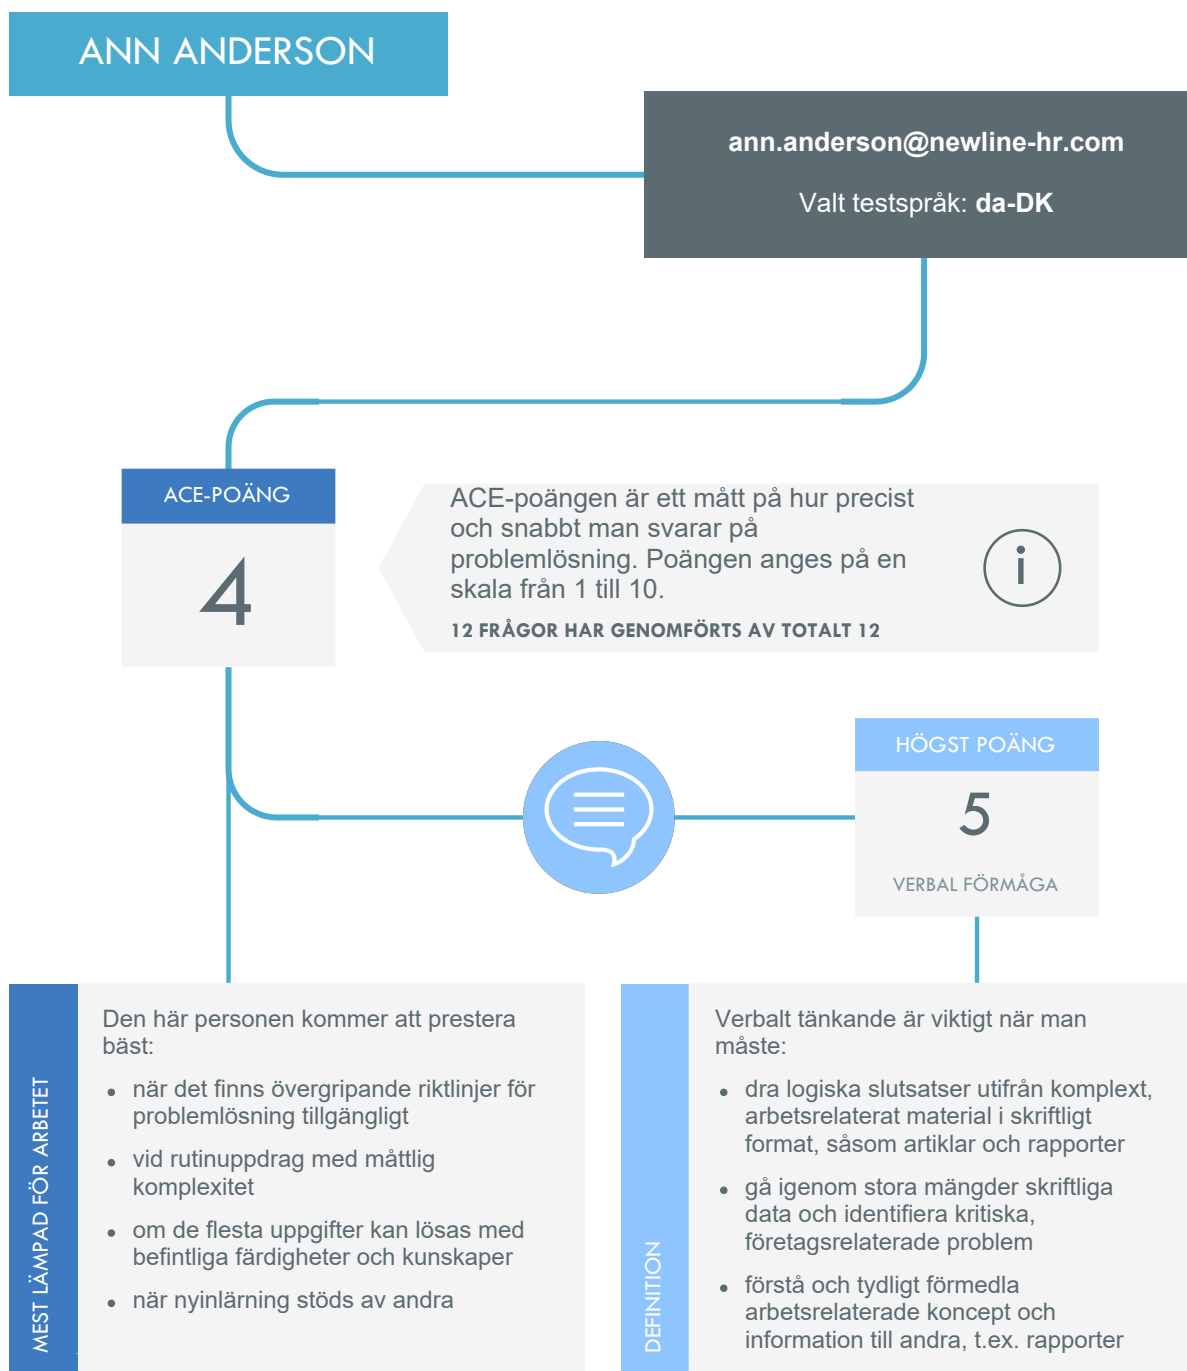 ANN ANDERSON
ann.anderson@newline-hr.com
Valt testspråk: da-DK
ACE-POÄNG
4
ACE-poängen är ett mått på hur precist
och snabbt man svarar på
problemlösning. Poängen anges på en
skala från 1 till 10.
12 FRÅGOR HAR GENOMFÖRTS AV TOTALT 12
i
HÖGST POÄNG
5
VERBAL FÖRMÅGA
MEST LÄMPAD FÖR ARBETET
Den här personen kommer att prestera
bäst:
• när det finns övergripande riktlinjer för
problemlösning tillgängligt
• vid rutinuppdrag med måttlig
komplexitet
• om de flesta uppgifter kan lösas med
befintliga färdigheter och kunskaper
• när nyinlärning stöds av andra
DEFINITION
Verbalt tänkande är viktigt när man
måste:
• dra logiska slutsatser utifrån komplext,
arbetsrelaterat material i skriftligt
format, såsom artiklar och rapporter
• gå igenom stora mängder skriftliga
data och identifiera kritiska,
företagsrelaterade problem
• förstå och tydligt förmedla
arbetsrelaterade koncept och
information till andra, t.ex. rapporter